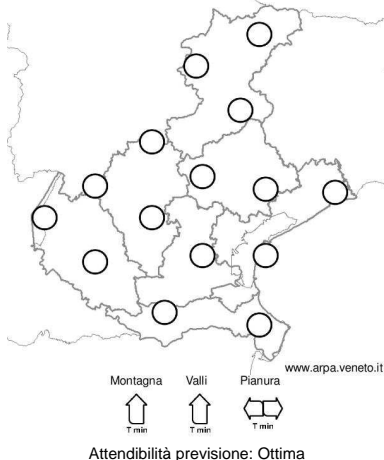 www.arpa.veneto.it
Montagna Valli Pianura
T min T min T min
Attendibilità previsione: Ottima